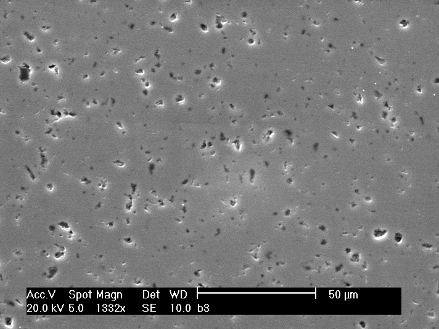 Acc.V Spot Magn Det WD 50 µm
20.0 kV 5.0 1332x SE 10.0 b3